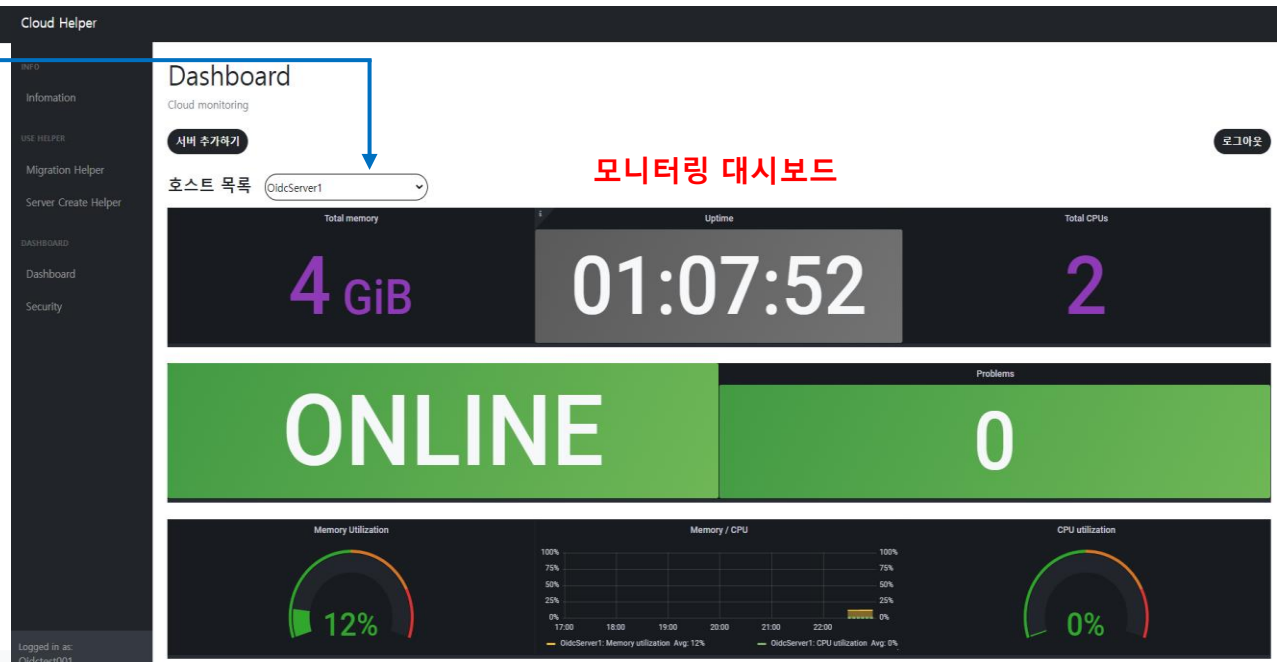 Cloud Helper
INFO
Infomation
USE HELPER
Migration Helper
Server Create Helper
DASHBOARD
Dashboard
Security
Logged in as:
Oidctest001
Dashboard
Cloud monitoring
서버 추가하기
로그아웃
모니터링 대시보드
호스트 목록 OidcServer1
Total memory
4 GiB
i
Uptime
01:07:52
Total CPUs
2
ONLINE
Problems
0
Memory Utilization
12%
Memory / CPU
100% 100%
75% 75%
50% 50%
25% 25%
0% 0%
17:00 18:00 19:00 20:00 21:00 22:00
OidcServer1: Memory utilization Avg: 12% OidcServer1: CPU utilization Avg: 0%
CPU utilization
0%